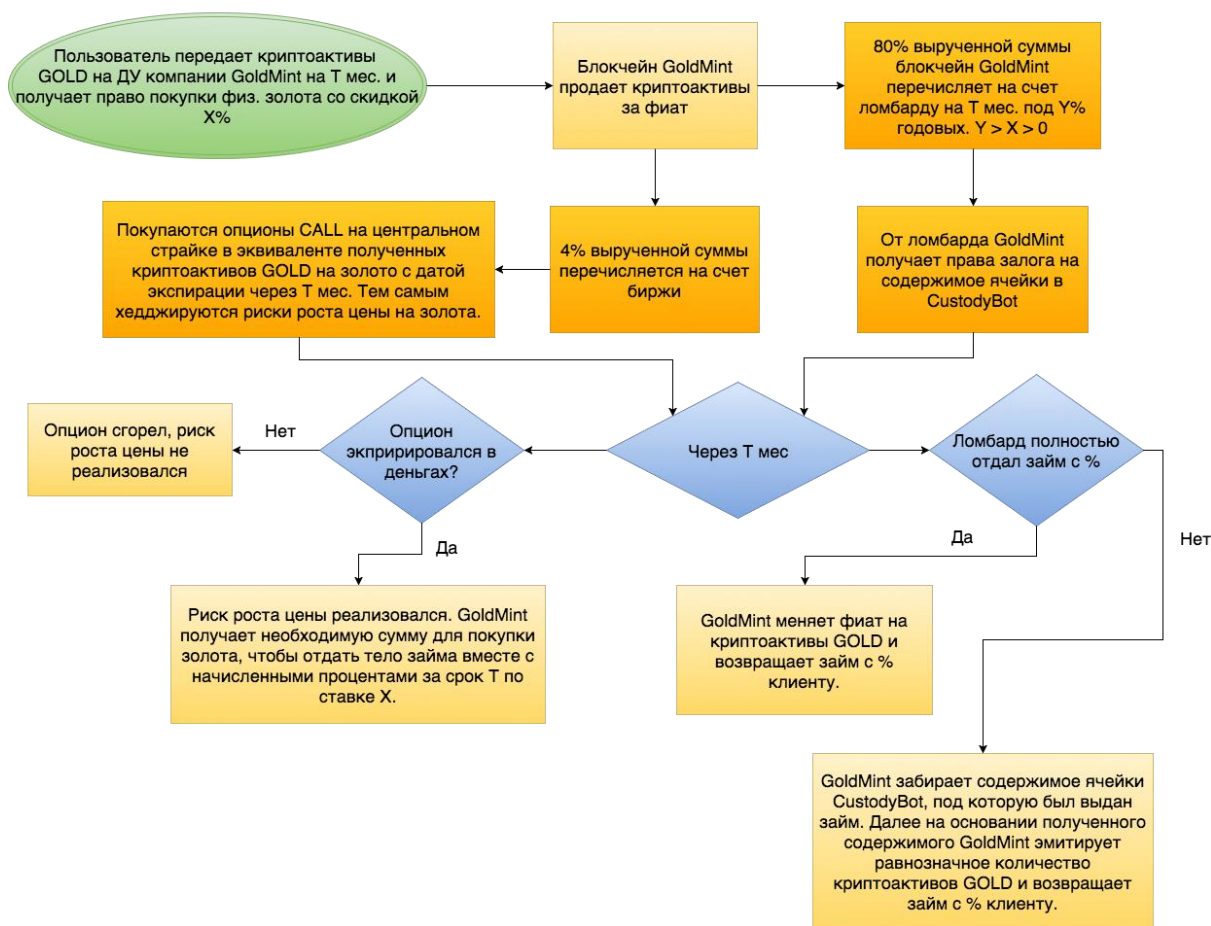 Пользователь передает криптоактивы
GOLD на ДУ компании GoldMint на Т мес. и
получает право покупки физ. золота со скидкой
X%
Блокчейн GoldMint
продает криптоактивы
за фиат
80% вырученной суммы
блокчейн GoldMint
перечисляет на счет
ломбарду на Т мес. под Y%
годовых. Y > X > 0
Покупаются опционы CALL на центральном
страйке в эквиваленте полученных
криптоактивов GOLD на золото с датой
экспирации через Т мес. Тем самым
хедджируются риски роста цены на золота.
4% вырученной суммы
перечисляется на счет
биржи
От ломбарда GoldMint
получает права залога на
содержимое ячейки в
CustodyBot
Опцион сгорел, риск
роста цены не
реализовался
Нет
Опцион
экпририровался в
деньгах?
Через Т мес
Ломбард полностью
отдал займ с %
Да
Да
Нет
Риск роста цены реализовался. GoldMint
получает необходимую сумму для покупки
золота, чтобы отдать тело займа вместе с
начисленными процентами за срок Т по
ставке X.
GoldMint меняет фиат на
криптоактивы GOLD и
возвращает займ с %
клиенту.
GoldMint забирает содержимое ячейки
CustodyBot, под которую был выдан
займ. Далее на основании полученного
содержимого GoldMint эмитирует
равнозначное количество
криптоактивов GOLD и возвращает
займ с % клиенту.